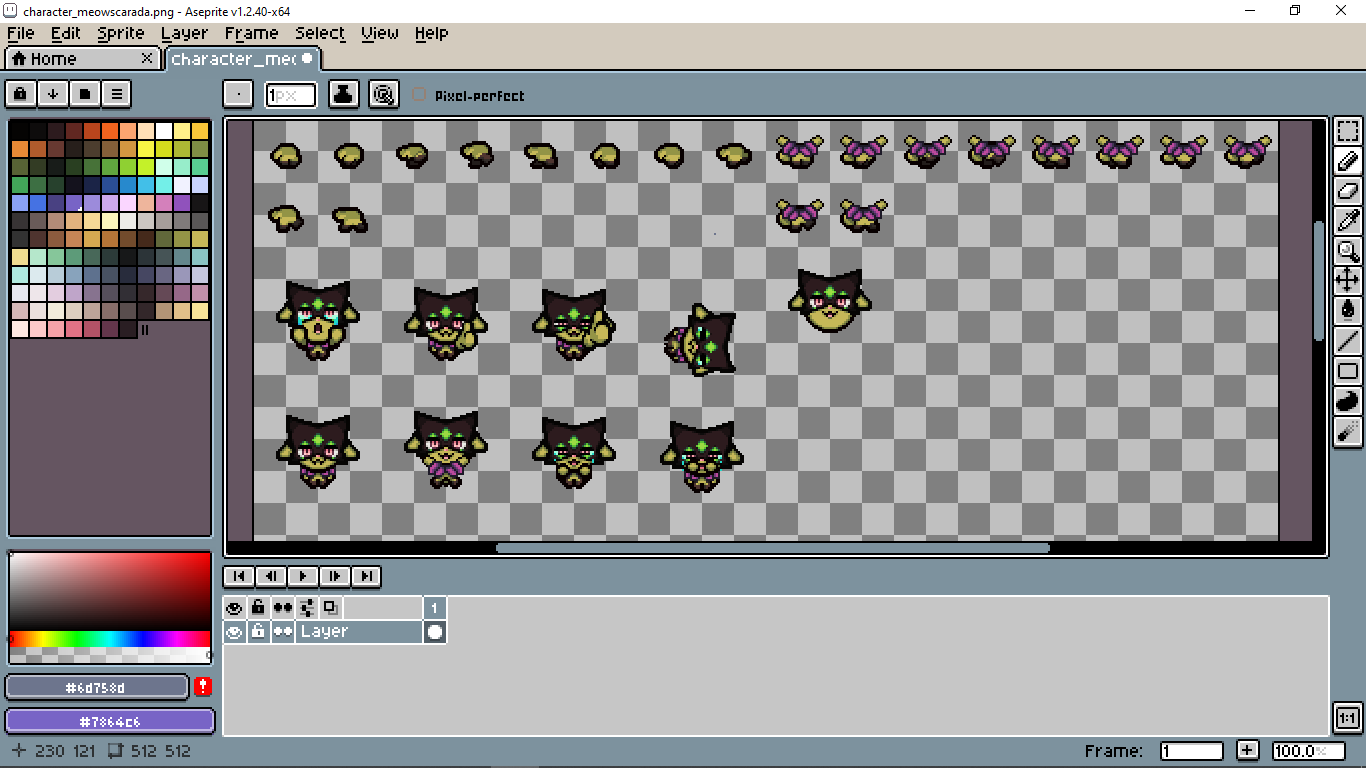 character_meowscarada.png - Aseprite v1.2.40-x64
File Edit Sprite Layer Frame Select View Help
Home
character_mec
1px
Pixel-perfect
1
Layer
#6d758d
!
#7864c6
230 121 512 512
Frame: 1
100.0%
1:1